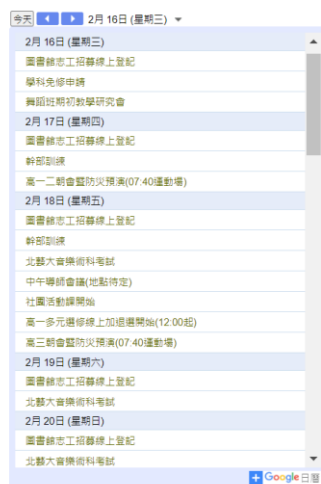 今天 2月 16日 (星期三)
2月 16日 (星期三)
圖書館志工招募線上登記
學科免修申請
舞蹈班期初教學研究會
2月 17日 (星期四)
圖書館志工招募線上登記
幹部訓練
高一二朝會暨防災預演(07:40運動場)
2月 18日 (星期五)
圖書館志工招募線上登記
幹部訓練
北藝大音樂術科考試
中午導師會議(地點待定)
社團活動課開始
高一多元選修線上加退選開始(12:00起)
高三朝會暨防災預演(07:40運動場)
2月 19日 (星期六)
圖書館志工招募線上登記
北藝大音樂術科考試
2月 20日 (星期日)
圖書館志工招募線上登記
北藝大音樂術科考試
Google 日曆